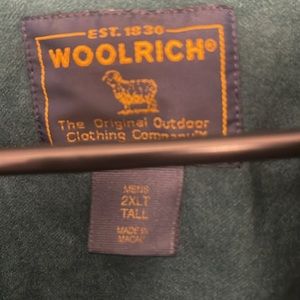 EST. 1830
WOOLRICH®
The Original Outdoor
Clothing Company™
MENS
2XLT
TALL
MADE IN
MACAU